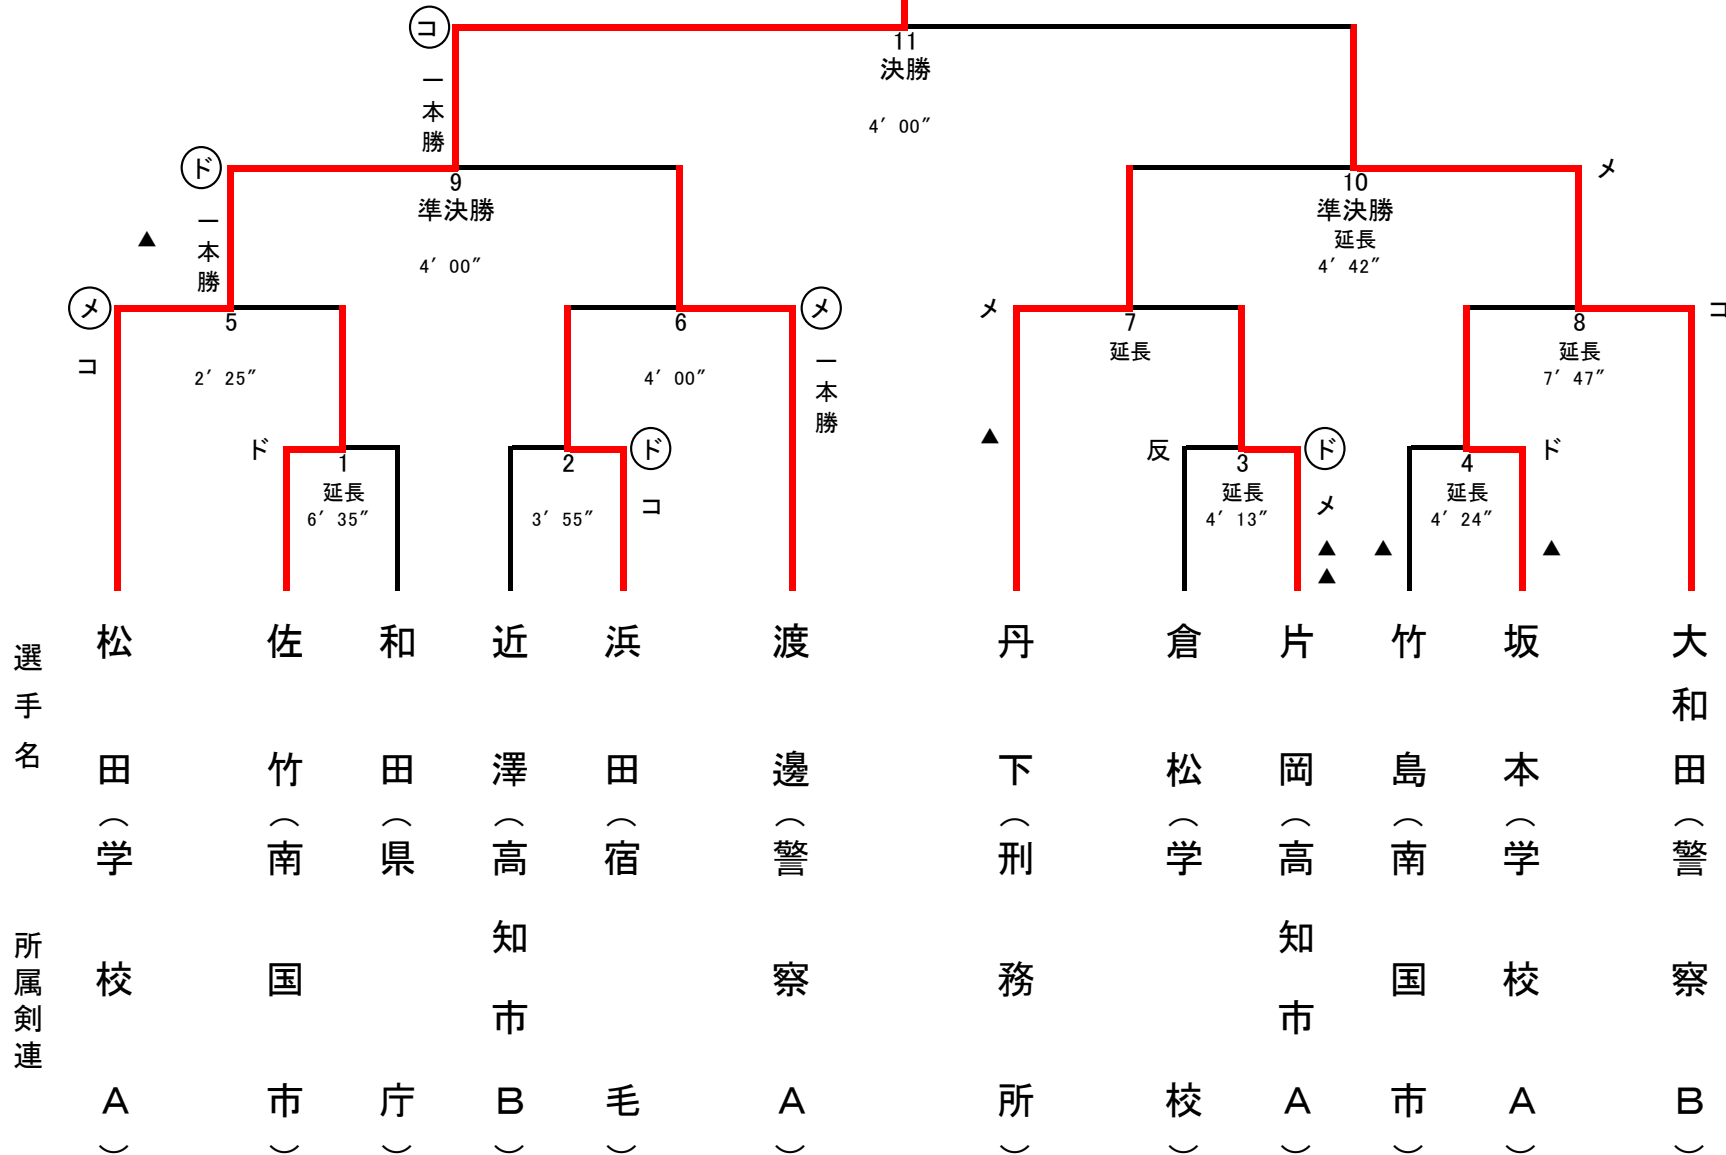 コ
一本勝
11
決勝
4′00″
ド
一本勝
▲
9
準決勝
4′00″
10
準決勝
延長
4′42″
メ
メ
コ
5
2′25″
6
4′00″
メ
一本勝
メ
▲
7
延長
8
延長
7′47″
コ
ド
1
延長
6′35″
2
3′55″
ド
コ
反
3
延長
4′13″
ド
メ
▲
▲
▲
4
延長
4′24″
ド
▲
選手名
所属剣連
松田(学校A)
佐竹(南国市)
和田(県庁)
近澤(高知市B)
浜田(宿毛)
渡邊(警察A)
丹下(刑務所)
倉松(学校)
片岡(高知市A)
竹島(南国市)
坂本(学校A)
大和田(警察B)